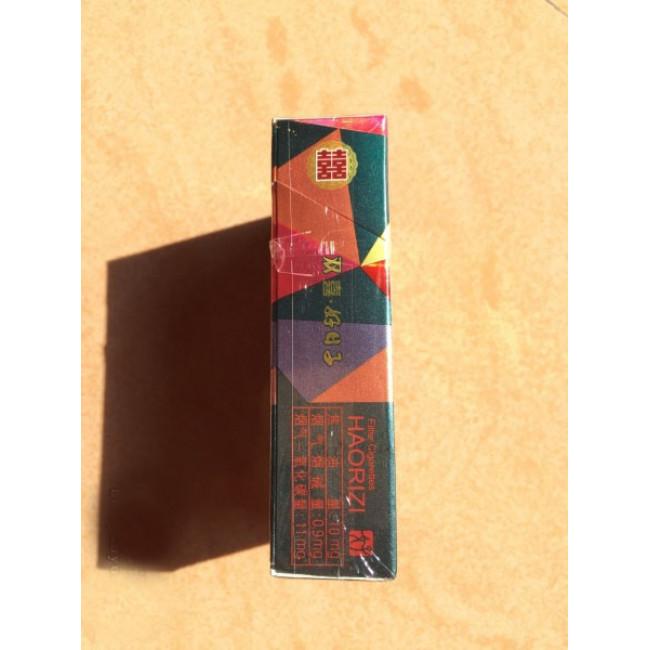 囍
双喜·好日子
Filter Cigarettes
HAORIZI
焦油量:10mg
烟气烟碱量:0.9mg
烟气一氧化碳量:11mg